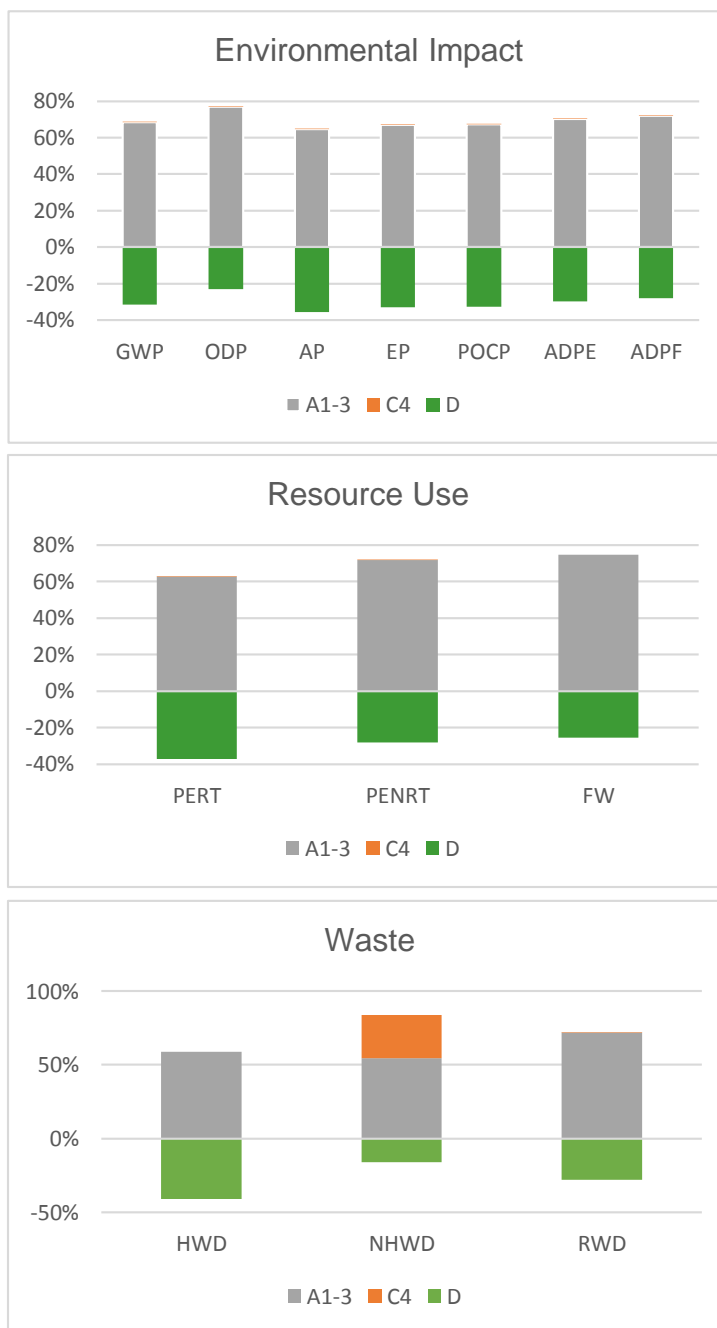 Environmental Impact
80%
60%
40%
20%
0%
-20%
-40%
GWP ODP AP EP POCP ADPE ADPF
A1-3 C4 D
Resource Use
80%
60%
40%
20%
0%
-20%
-40%
PERT PENRT FW
A1-3 C4 D
Waste
100%
50%
0%
-50%
HWD NHWD RWD
A1-3 C4 D